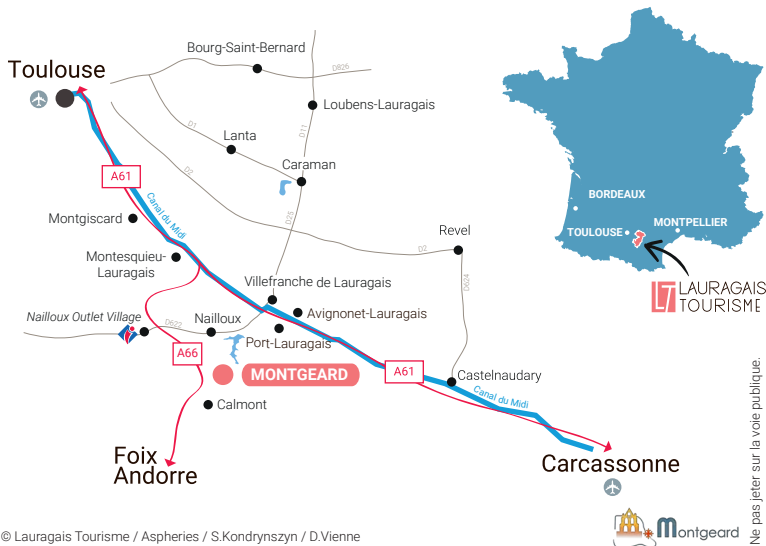 Bourg-Saint-Bernard
D826
Toulouse
Loubens-Lauragais
D11
D1
Lanta
Caraman
A61
D2
Canal du Midi
BORDEAUX
Montgiscard
D25
MONTPELLIER
TOULOUSE
Revel
D2
Montesquieu-
Lauragais
D624
Villefranche de Lauragais
LT
LAURAGAIS
TOURISME
Nailloux Outlet Village
D622
Nailloux
Avignonet-Lauragais
Port-Lauragais
A66
MONTGEARD
A61
Castelnaudary
Canal du Midi
Calmont
Foix
Andorre
Carcassonne
Ne pas jeter sur la voie publique.
Montgeard
© Lauragais Tourisme / Aspheries / S.Kondrynszyn / D.Vienne